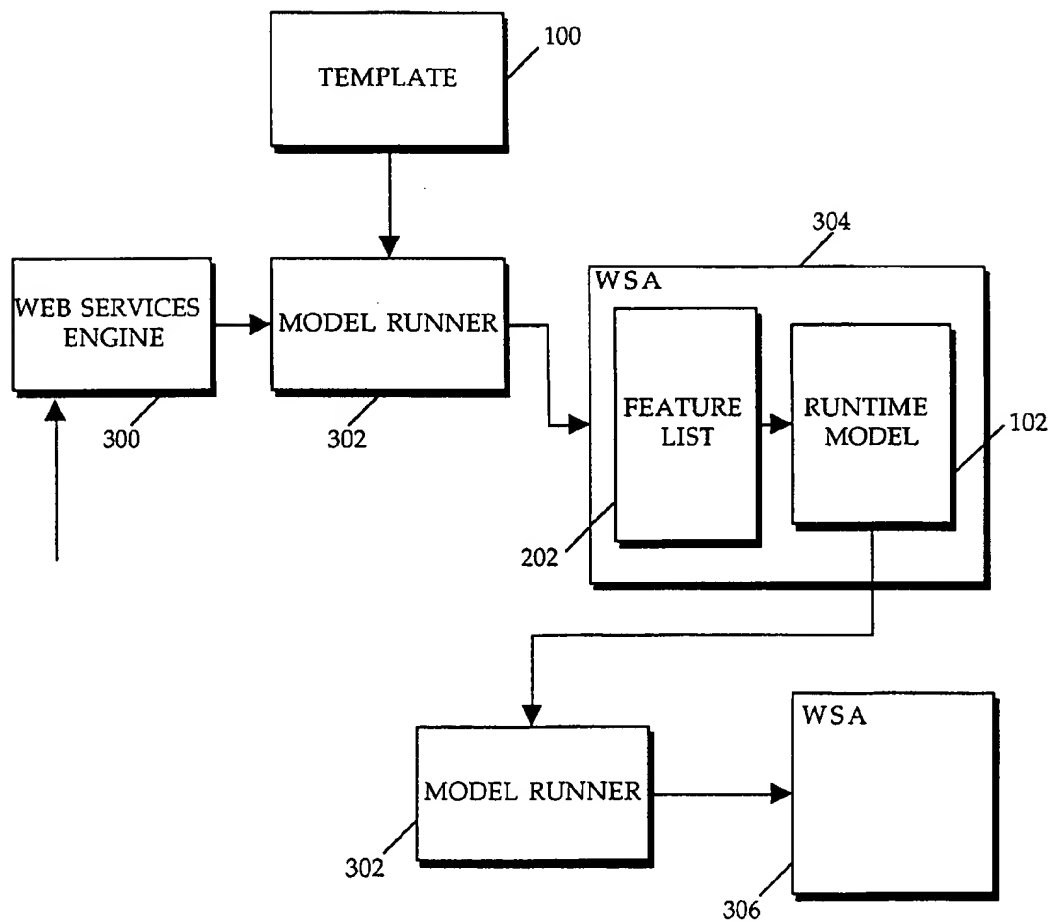 100
TEMPLATE
304
WSA
WEB SERVICES
ENGINE
MODEL RUNNER
FEATURE
LIST
RUNTIME
MODEL
102
300
302
202
WSA
MODEL RUNNER
302
306